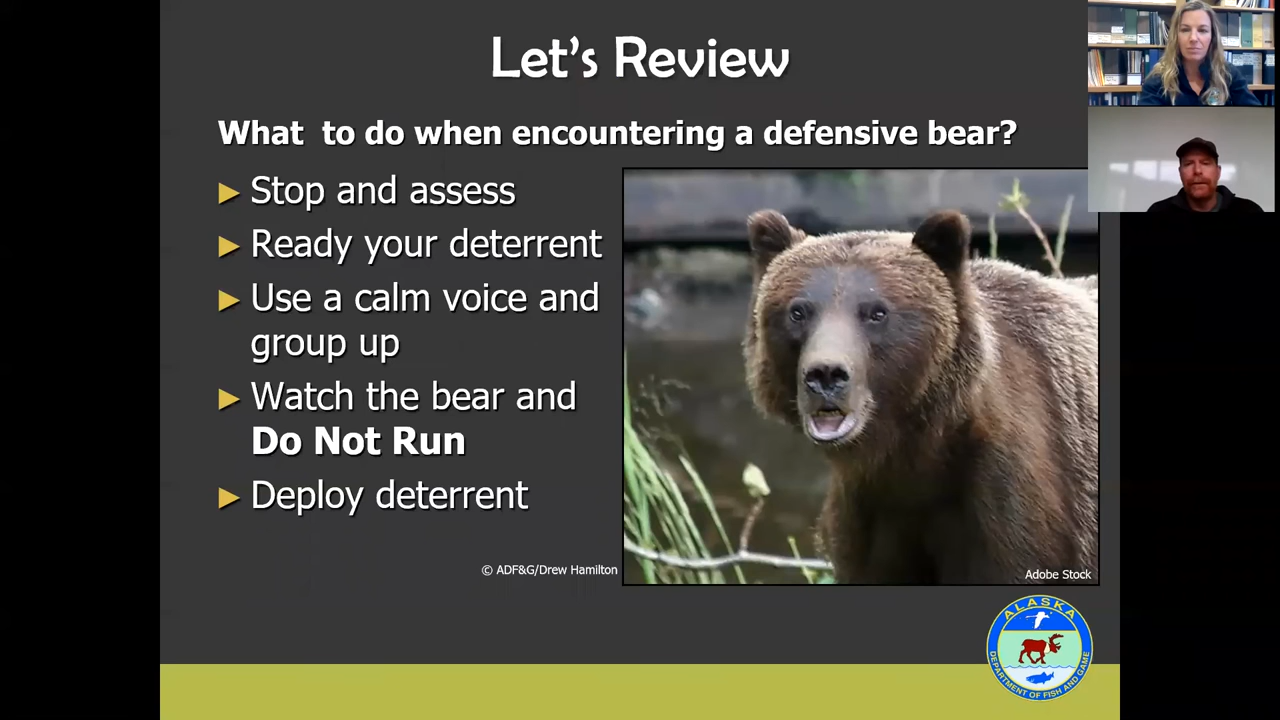 Let's Review
What to do when encountering a defensive bear?
► Stop and assess
► Ready your deterrent
► Use a calm voice and
group up
► Watch the bear and
Do Not Run
► Deploy deterrent
© ADF&G/Drew Hamilton
Adobe Stock
ALASKA
DEPARTMENT OF FISH AND GAME